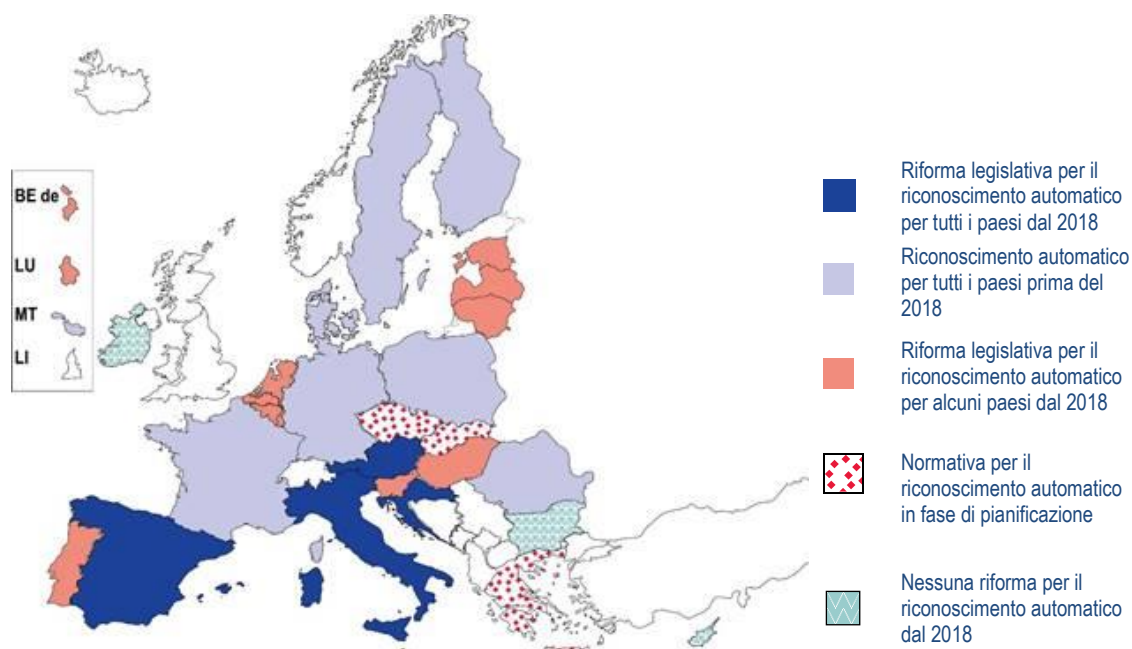 BE de
LU
MT
LI
Riforma legislativa per il
riconoscimento automatico
per tutti i paesi dal 2018
Riconoscimento automatico
per tutti i paesi prima del
2018
Riforma legislativa per il
riconoscimento automatico
per alcuni paesi dal 2018
Normativa per il
riconoscimento automatico
in fase di pianificazione
Nessuna riforma per il
riconoscimento automatico
dal 2018